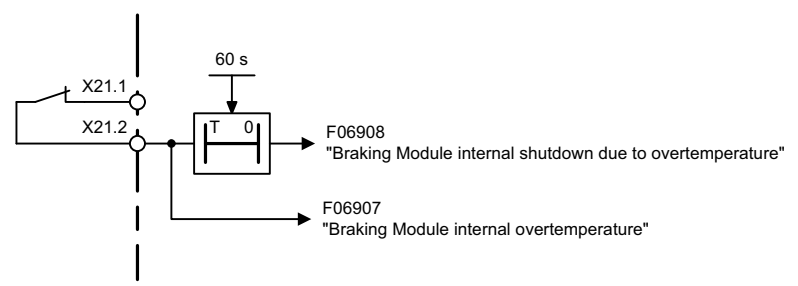 60 s
X21.1
X21.2
T 0
F06908
"Braking Module internal shutdown due to overtemperature"
F06907
"Braking Module internal overtemperature"